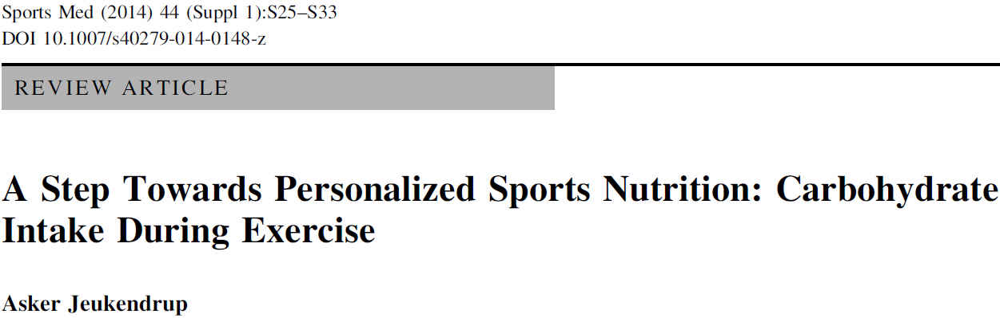 Sports Med (2014) 44 (Suppl 1):S25–S33
DOI 10.1007/s40279-014-0148-z
REVIEW ARTICLE
A Step Towards Personalized Sports Nutrition: Carbohydrate
Intake During Exercise
Asker Jeukendrup